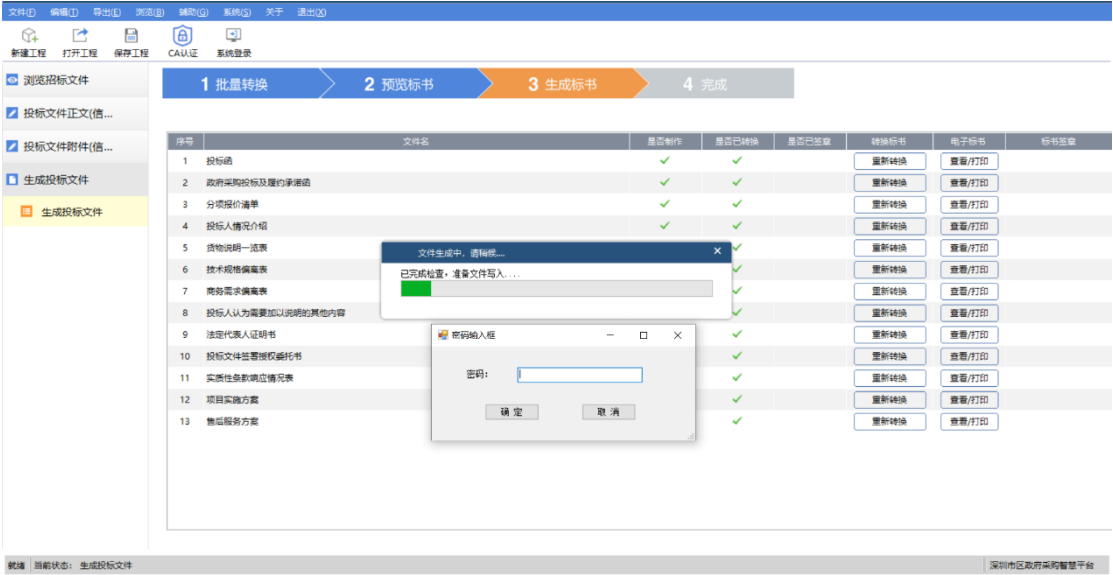 文件(F) 编辑(T) 导出(E) 浏览(B) 辅助(G) 系统(S) 关于 退出(X)
新建工程 打开工程 保存工程 CA认证 系统登录
浏览招标文件
投标文件正文(信...
投标文件附件(信...
生成投标文件
生成投标文件
1 批量转换 2 预览标书 3 生成标书 4 完成
序号 文件名 是否制作 是否已转换 是否已签章 转换标书 电子标书 标书签章
1 投标函 重新转换 查看/打印
2 政府采购投标及履约承诺函 重新转换 查看/打印
3 分项报价清单 重新转换 查看/打印
4 投标人情况介绍 重新转换 查看/打印
5 货物说明一览表 重新转换 查看/打印
6 技术规格偏离表 重新转换 查看/打印
7 商务需求偏离表 重新转换 查看/打印
8 投标人认为需要加以说明的其他内容 重新转换 查看/打印
9 法定代表人证明书 重新转换 查看/打印
10 投标文件签署授权委托书 重新转换 查看/打印
11 实质性条款响应情况表 重新转换 查看/打印
12 项目实施方案 重新转换 查看/打印
13 售后服务方案 重新转换 查看/打印
文件生成中，请稍候....
已完成检查，准备文件写入....
密码输入框
密码：
确定 取消
就绪 当前状态： 生成投标文件 深圳市区政府采购智慧平台